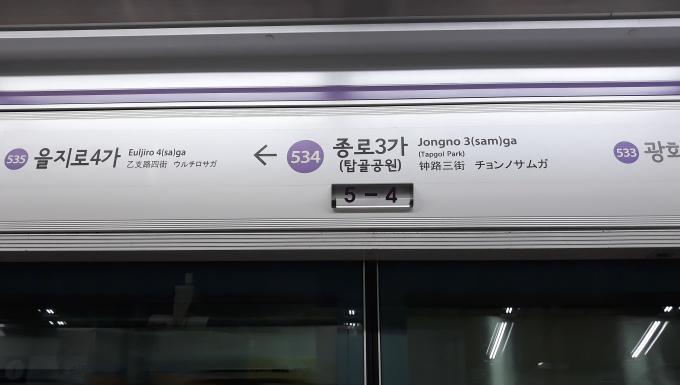 535 을지로4가 Euljiro 4(sa)ga
乙支路四街 ウルチロサガ
← 534 종로3가 Jongno 3(sam)ga
(탑골공원) (Tapgol Park)
钟路三街 チョンノサムガ
5-4
533 광화